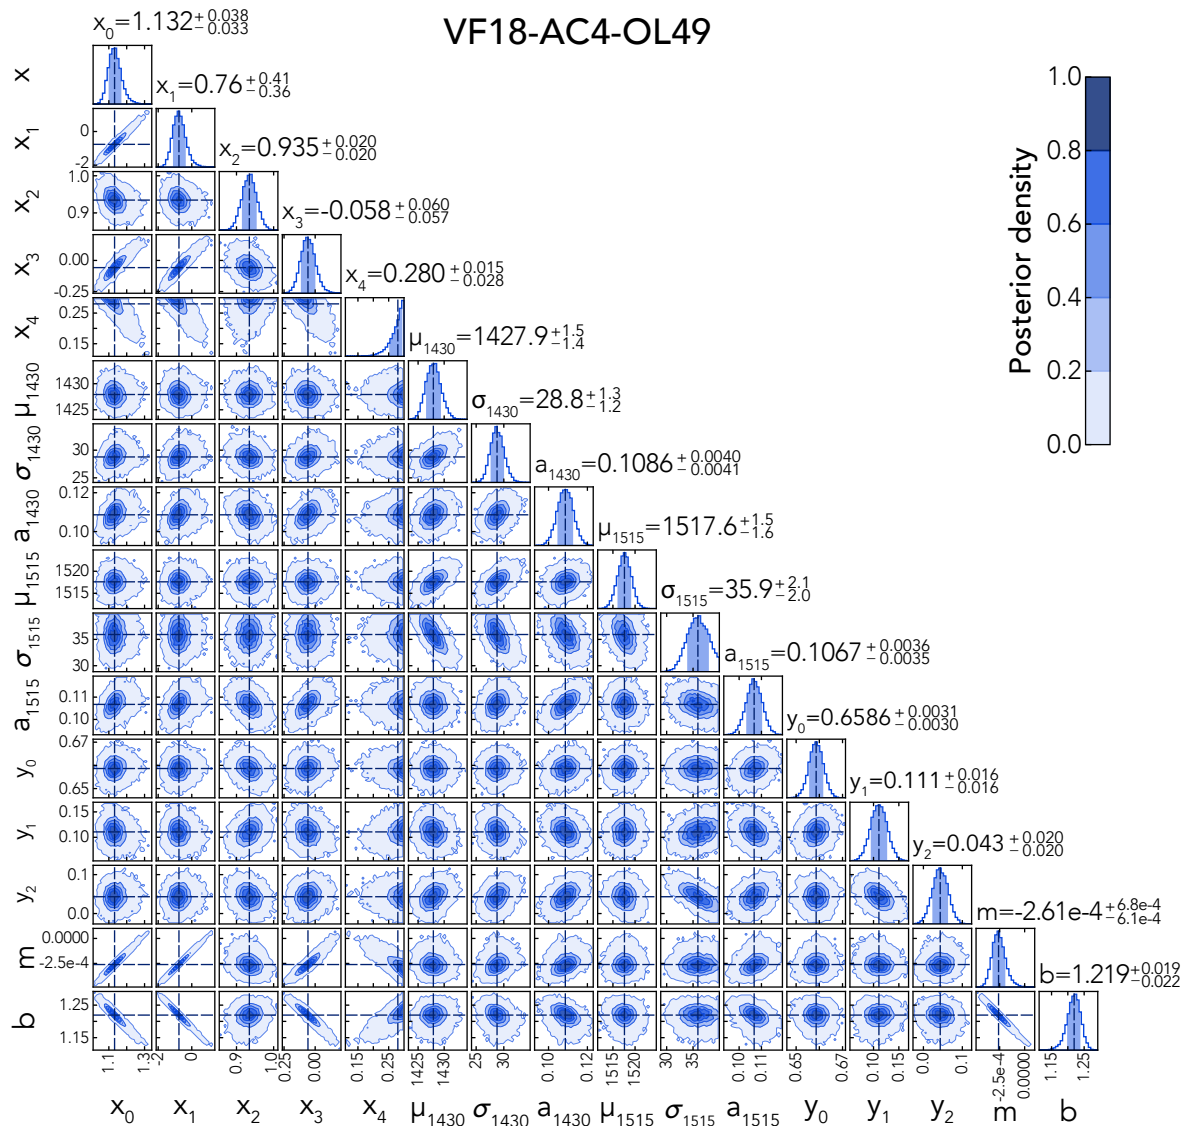 VF18-AC4-OL49
x₀=1.132 +0.038 −0.033
x₁=0.76 +0.41 −0.36
x₂=0.935 +0.020 −0.020
x₃=-0.058 +0.060 −0.057
x₄=0.280 +0.015 −0.028
μ₁₄₃₀=1427.9 +1.5 −1.4
σ₁₄₃₀=28.8 +1.3 −1.2
a₁₄₃₀=0.1086 +0.0040 −0.0041
μ₁₅₁₅=1517.6 +1.5 −1.6
σ₁₅₁₅=35.9 +2.1 −2.0
a₁₅₁₅=0.1067 +0.0036 −0.0035
y₀=0.6586 +0.0031 −0.0030
y₁=0.111 +0.016 −0.016
y₂=0.043 +0.020 −0.020
m=-2.61e-4 +6.8e-4 −6.1e-4
b=1.219 +0.019 −0.022
Posterior density
1.0
0.8
0.6
0.4
0.2
0.0
x
x₁ 0 -2
x₂ 1.0 0.9
x₃ 0.00 -0.25
x₄ 0.25 0.15
μ₁₄₃₀ 1430 1425
σ₁₄₃₀ 30 25
a₁₄₃₀ 0.12 0.10
μ₁₅₁₅ 1520 1515
σ₁₅₁₅ 35 30
a₁₅₁₅ 0.11 0.10
y₀ 0.67 0.65
y₁ 0.15 0.10
y₂ 0.1 0.0
m 0.0000 -2.5e-4
b 1.25 1.15
1.1 1.3 -2 0 0.9 1.0 0.25 0.00 0.15 0.25 1425 1430 25 30 0.10 0.12 1515 1520 30 35 0.10 0.11 0.65 0.67 0.10 0.15 0.0 0.1 -2.5e-4 0.0000 1.15 1.25
x₀ x₁ x₂ x₃ x₄ μ₁₄₃₀ σ₁₄₃₀ a₁₄₃₀ μ₁₅₁₅ σ₁₅₁₅ a₁₅₁₅ y₀ y₁ y₂ m b